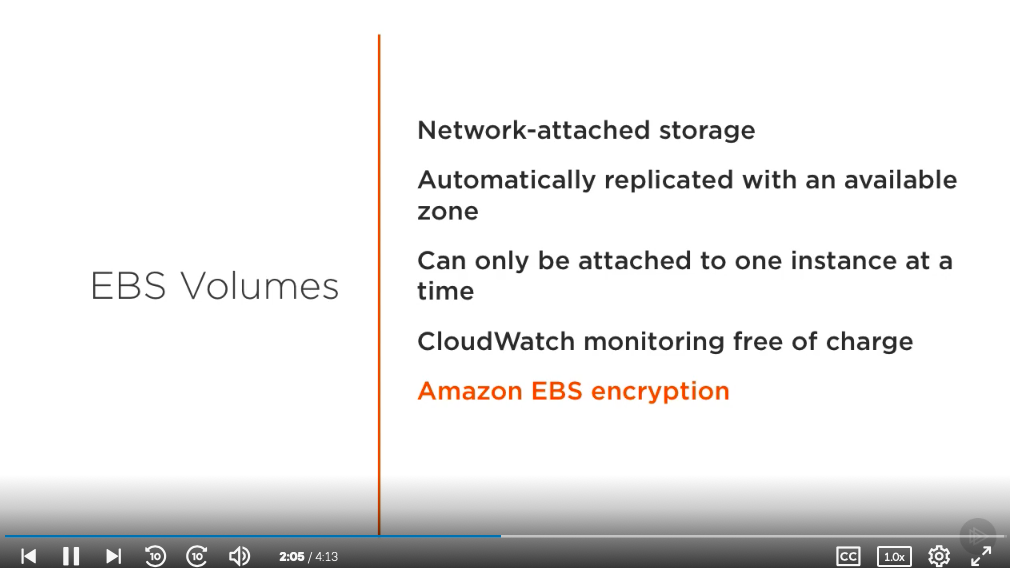 EBS Volumes
Network-attached storage
Automatically replicated with an available
zone
Can only be attached to one instance at a
time
CloudWatch monitoring free of charge
Amazon EBS encryption
10
10
2:05 / 4:13
CC
1.0x